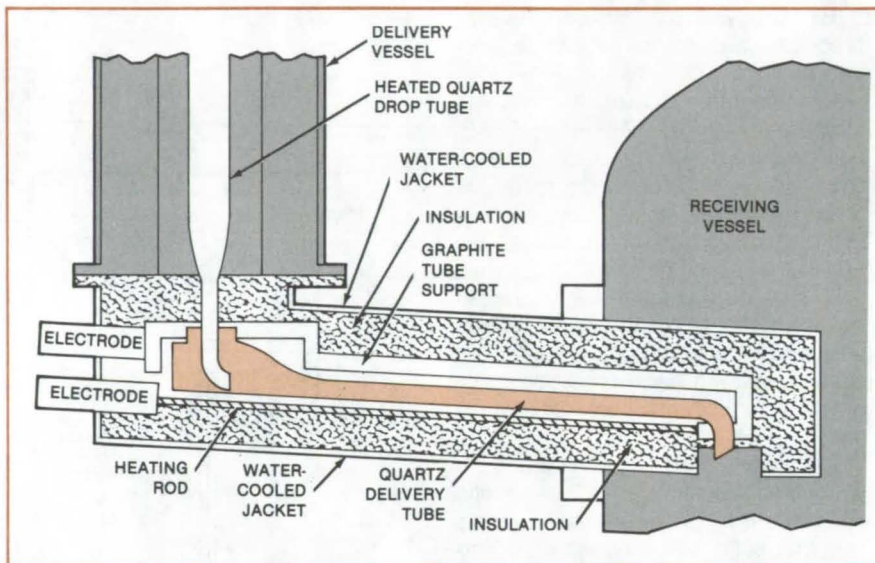 DELIVERY
VESSEL
HEATED QUARTZ
DROP TUBE
WATER-COOLED
JACKET
INSULATION
GRAPHITE
TUBE
SUPPORT
RECEIVING
VESSEL
ELECTRODE
ELECTRODE
HEATING
ROD
WATER-
COOLED
JACKET
QUARTZ
DELIVERY
TUBE
INSULATION